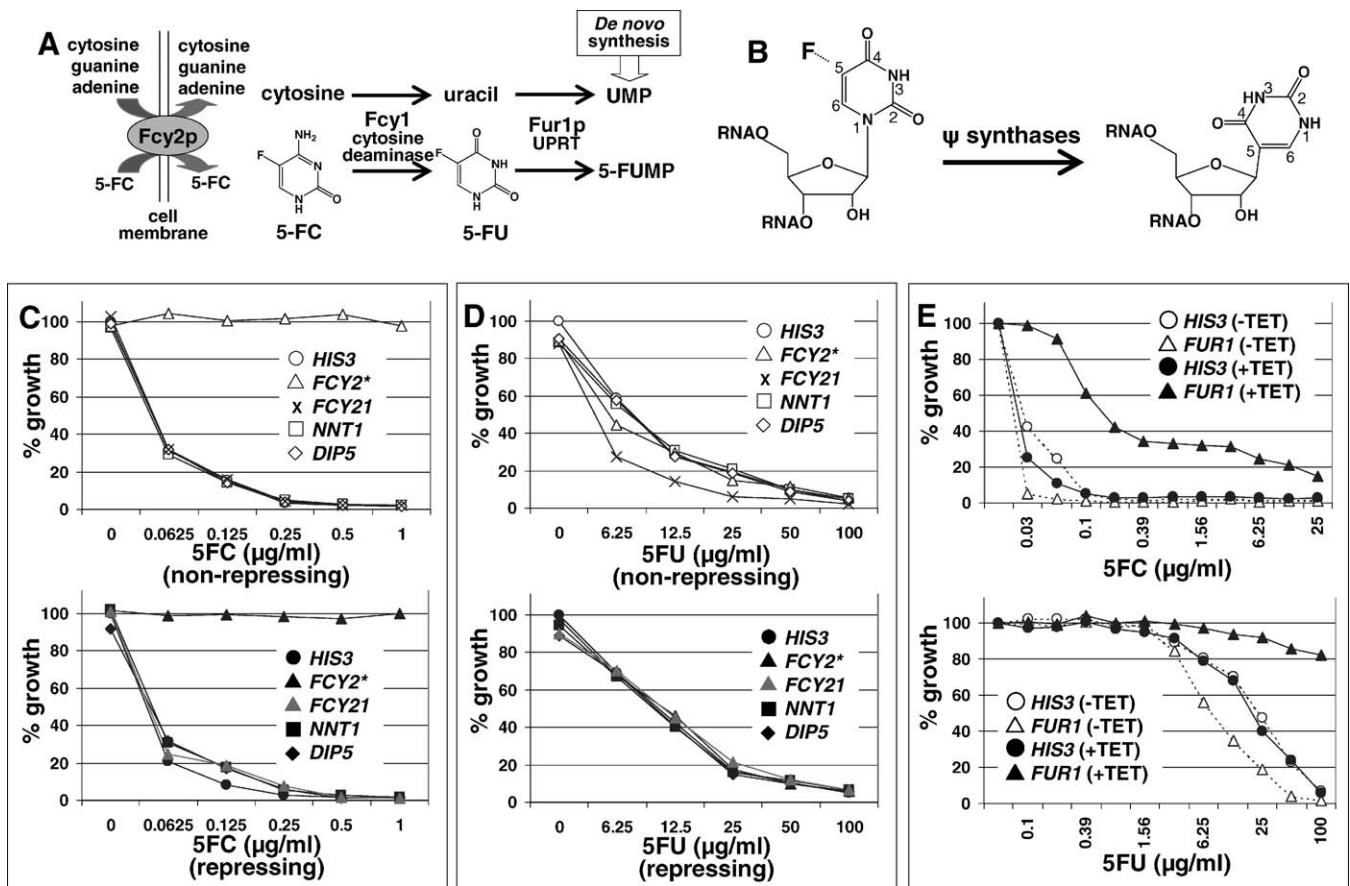 A
cytosine
guanine
adenine
cytosine
guanine
adenine
Fcy2p
5-FC
5-FC
cell
membrane
De novo
synthesis
cytosine
uracil
UMP
Fcy1
cytosine
deaminase
Fur1p
UPRT
NH2
F
N
N
H
O
5-FC
O
F
NH
N
H
O
5-FU
5-FUMP
B
F
O
4
5
NH
3
6
2
1
N
O
RNAO
O
RNAO
OH
ψ synthases
O
3
NH
2
4
NH
1
O
5
6
RNAO
O
RNAO
OH
C
% growth
100
80
60
40
20
0
HIS3
FCY2*
FCY21
NNT1
DIP5
0 0.0625 0.125 0.25 0.5 1
5FC (µg/ml)
(non-repressing)
% growth
100
80
60
40
20
0
HIS3
FCY2*
FCY21
NNT1
DIP5
0 0.0625 0.125 0.25 0.5 1
5FC (µg/ml)
(repressing)
D
% growth
100
80
60
40
20
0
HIS3
FCY2*
FCY21
NNT1
DIP5
0 6.25 12.5 25 50 100
5FU (µg/ml)
(non-repressing)
% growth
100
80
60
40
20
0
HIS3
FCY2*
FCY21
NNT1
DIP5
0 6.25 12.5 25 50 100
5FU (µg/ml)
(repressing)
E
% growth
100
80
60
40
20
0
HIS3 (-TET)
FUR1 (-TET)
HIS3 (+TET)
FUR1 (+TET)
0.03 0.1 0.39 1.56 6.25 25
5FC (µg/ml)
% growth
100
80
60
40
20
0
HIS3 (-TET)
FUR1 (-TET)
HIS3 (+TET)
FUR1 (+TET)
0.1 0.39 1.56 6.25 25 100
5FU (µg/ml)